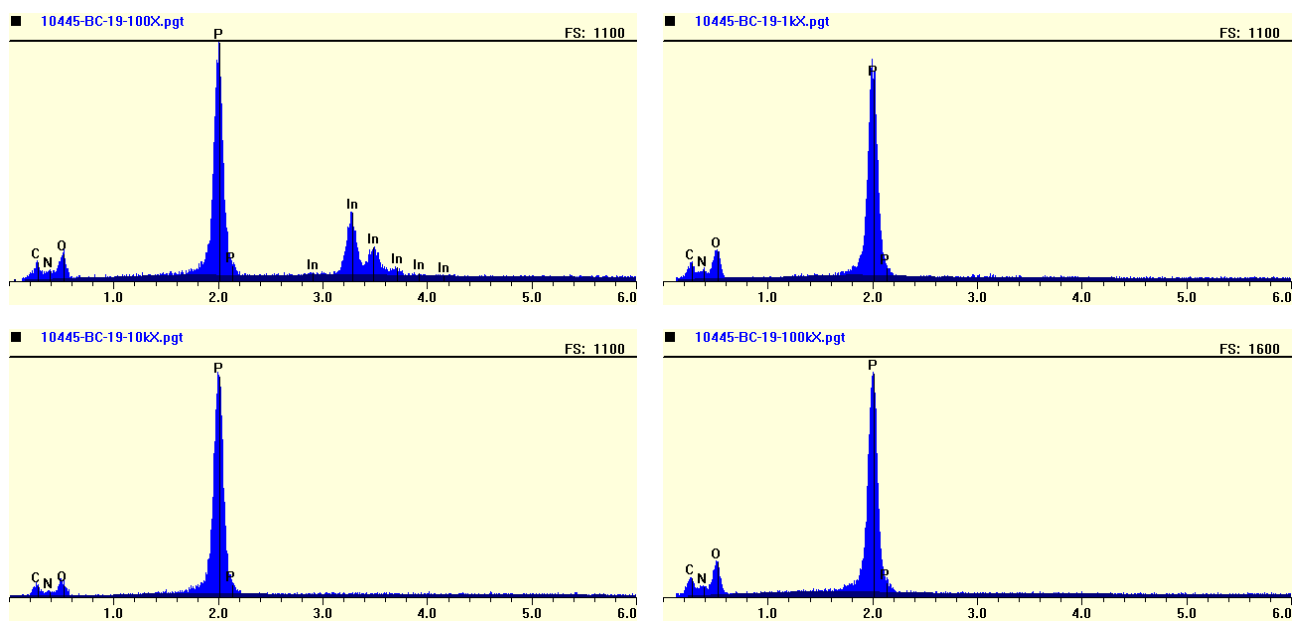 10445-BC-19-100X.pgt
FS: 1100
P
In
In
C N O
P
In
In
In
In
1.0 2.0 3.0 4.0 5.0 6.0
10445-BC-19-1kX.pgt
FS: 1100
P
C N O
P
1.0 2.0 3.0 4.0 5.0 6.0
10445-BC-19-10kX.pgt
FS: 1100
P
C N O
P
1.0 2.0 3.0 4.0 5.0 6.0
10445-BC-19-100kX.pgt
FS: 1600
P
C N O
P
1.0 2.0 3.0 4.0 5.0 6.0